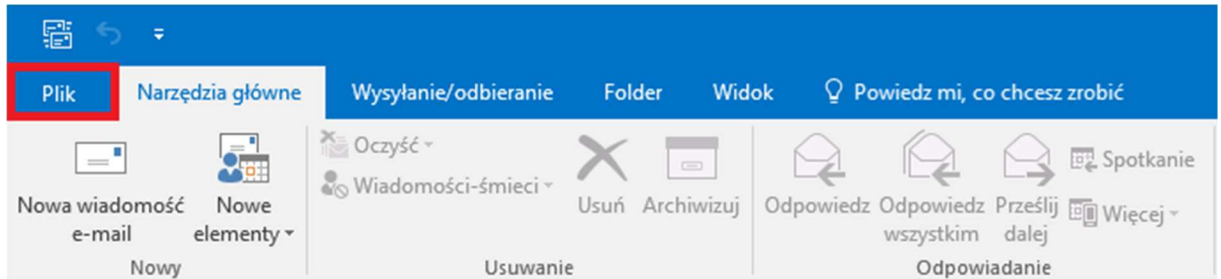 Plik Narzędzia główne Wysyłanie/odbieranie Folder Widok Powiedz mi, co chcesz zrobić
Nowa wiadomość e-mail
Nowe elementy
Oczyść
Wiadomości-śmieci
Usuń
Archiwizuj
Odpowiedz
Odpowiedz wszystkim
Prześlij dalej
Spotkanie
Więcej
Nowy
Usuwanie
Odpowiadanie